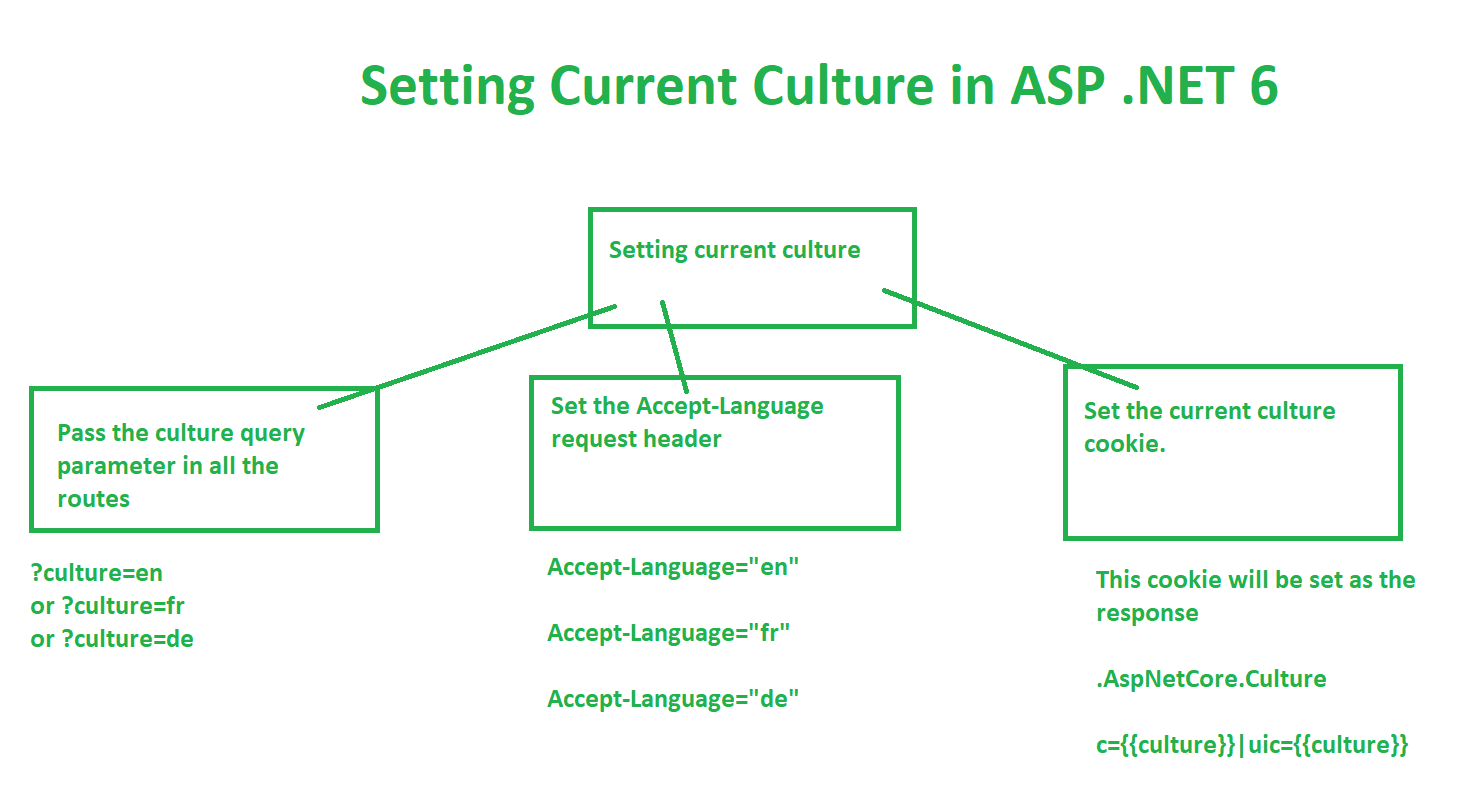 Setting Current Culture in ASP .NET 6
Setting current culture
Pass the culture query
parameter in all the
routes
?culture=en
or ?culture=fr
or ?culture=de
Set the Accept-Language
request header
Accept-Language="en"
Accept-Language="fr"
Accept-Language="de"
Set the current culture
cookie.
This cookie will be set as the
response
.AspNetCore.Culture
c={{culture}}|uic={{culture}}